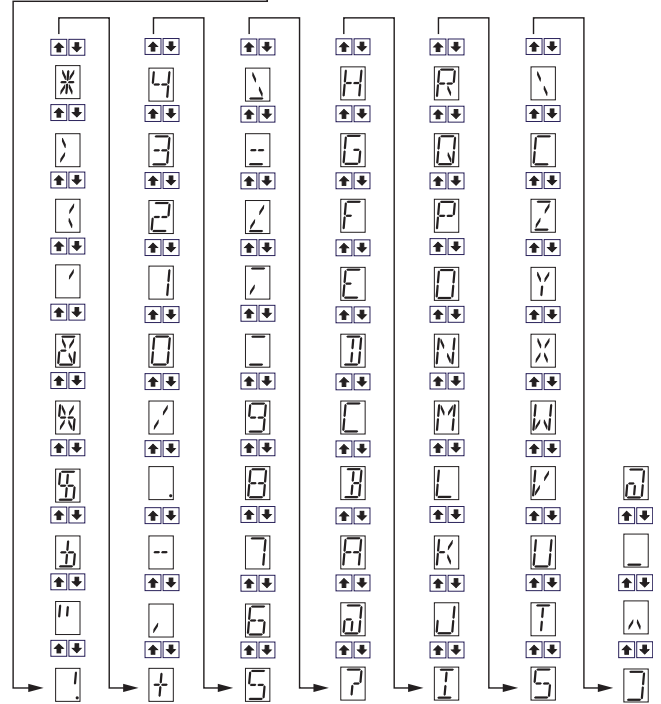 * 4 > H R \
) 3 = G Q [
( 2 < F P Z
' 1 ; E O Y
& 0 : D N X
% / 9 C M W
$ . 8 B L V @
# - 7 A K U _
" , 6 @ J T ^
! + 5 ? I S ]